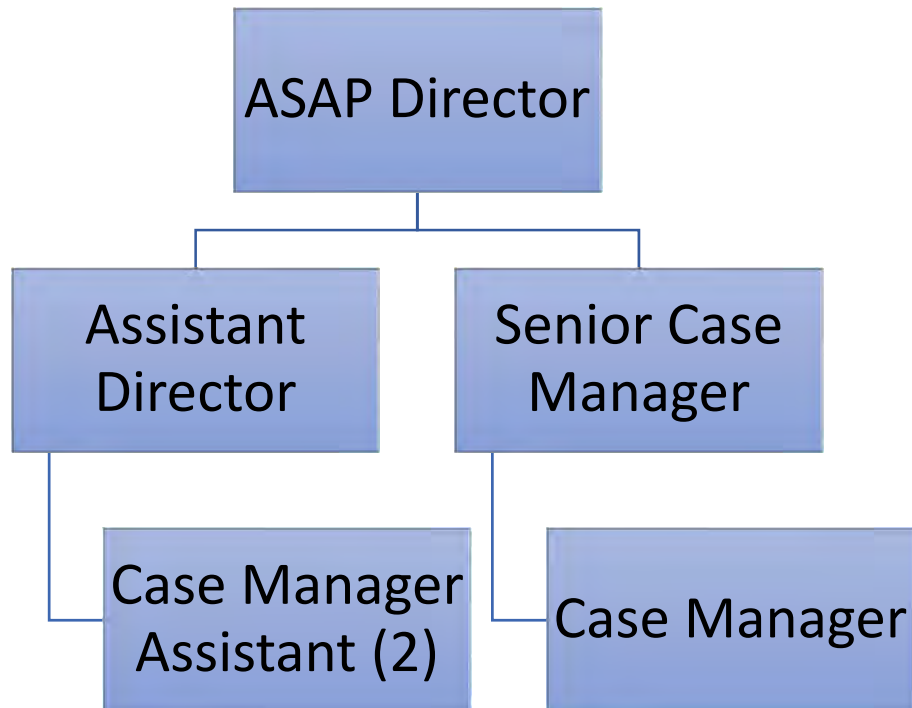 ASAP Director
Assistant
Director
Senior Case
Manager
Case Manager
Assistant (2)
Case Manager